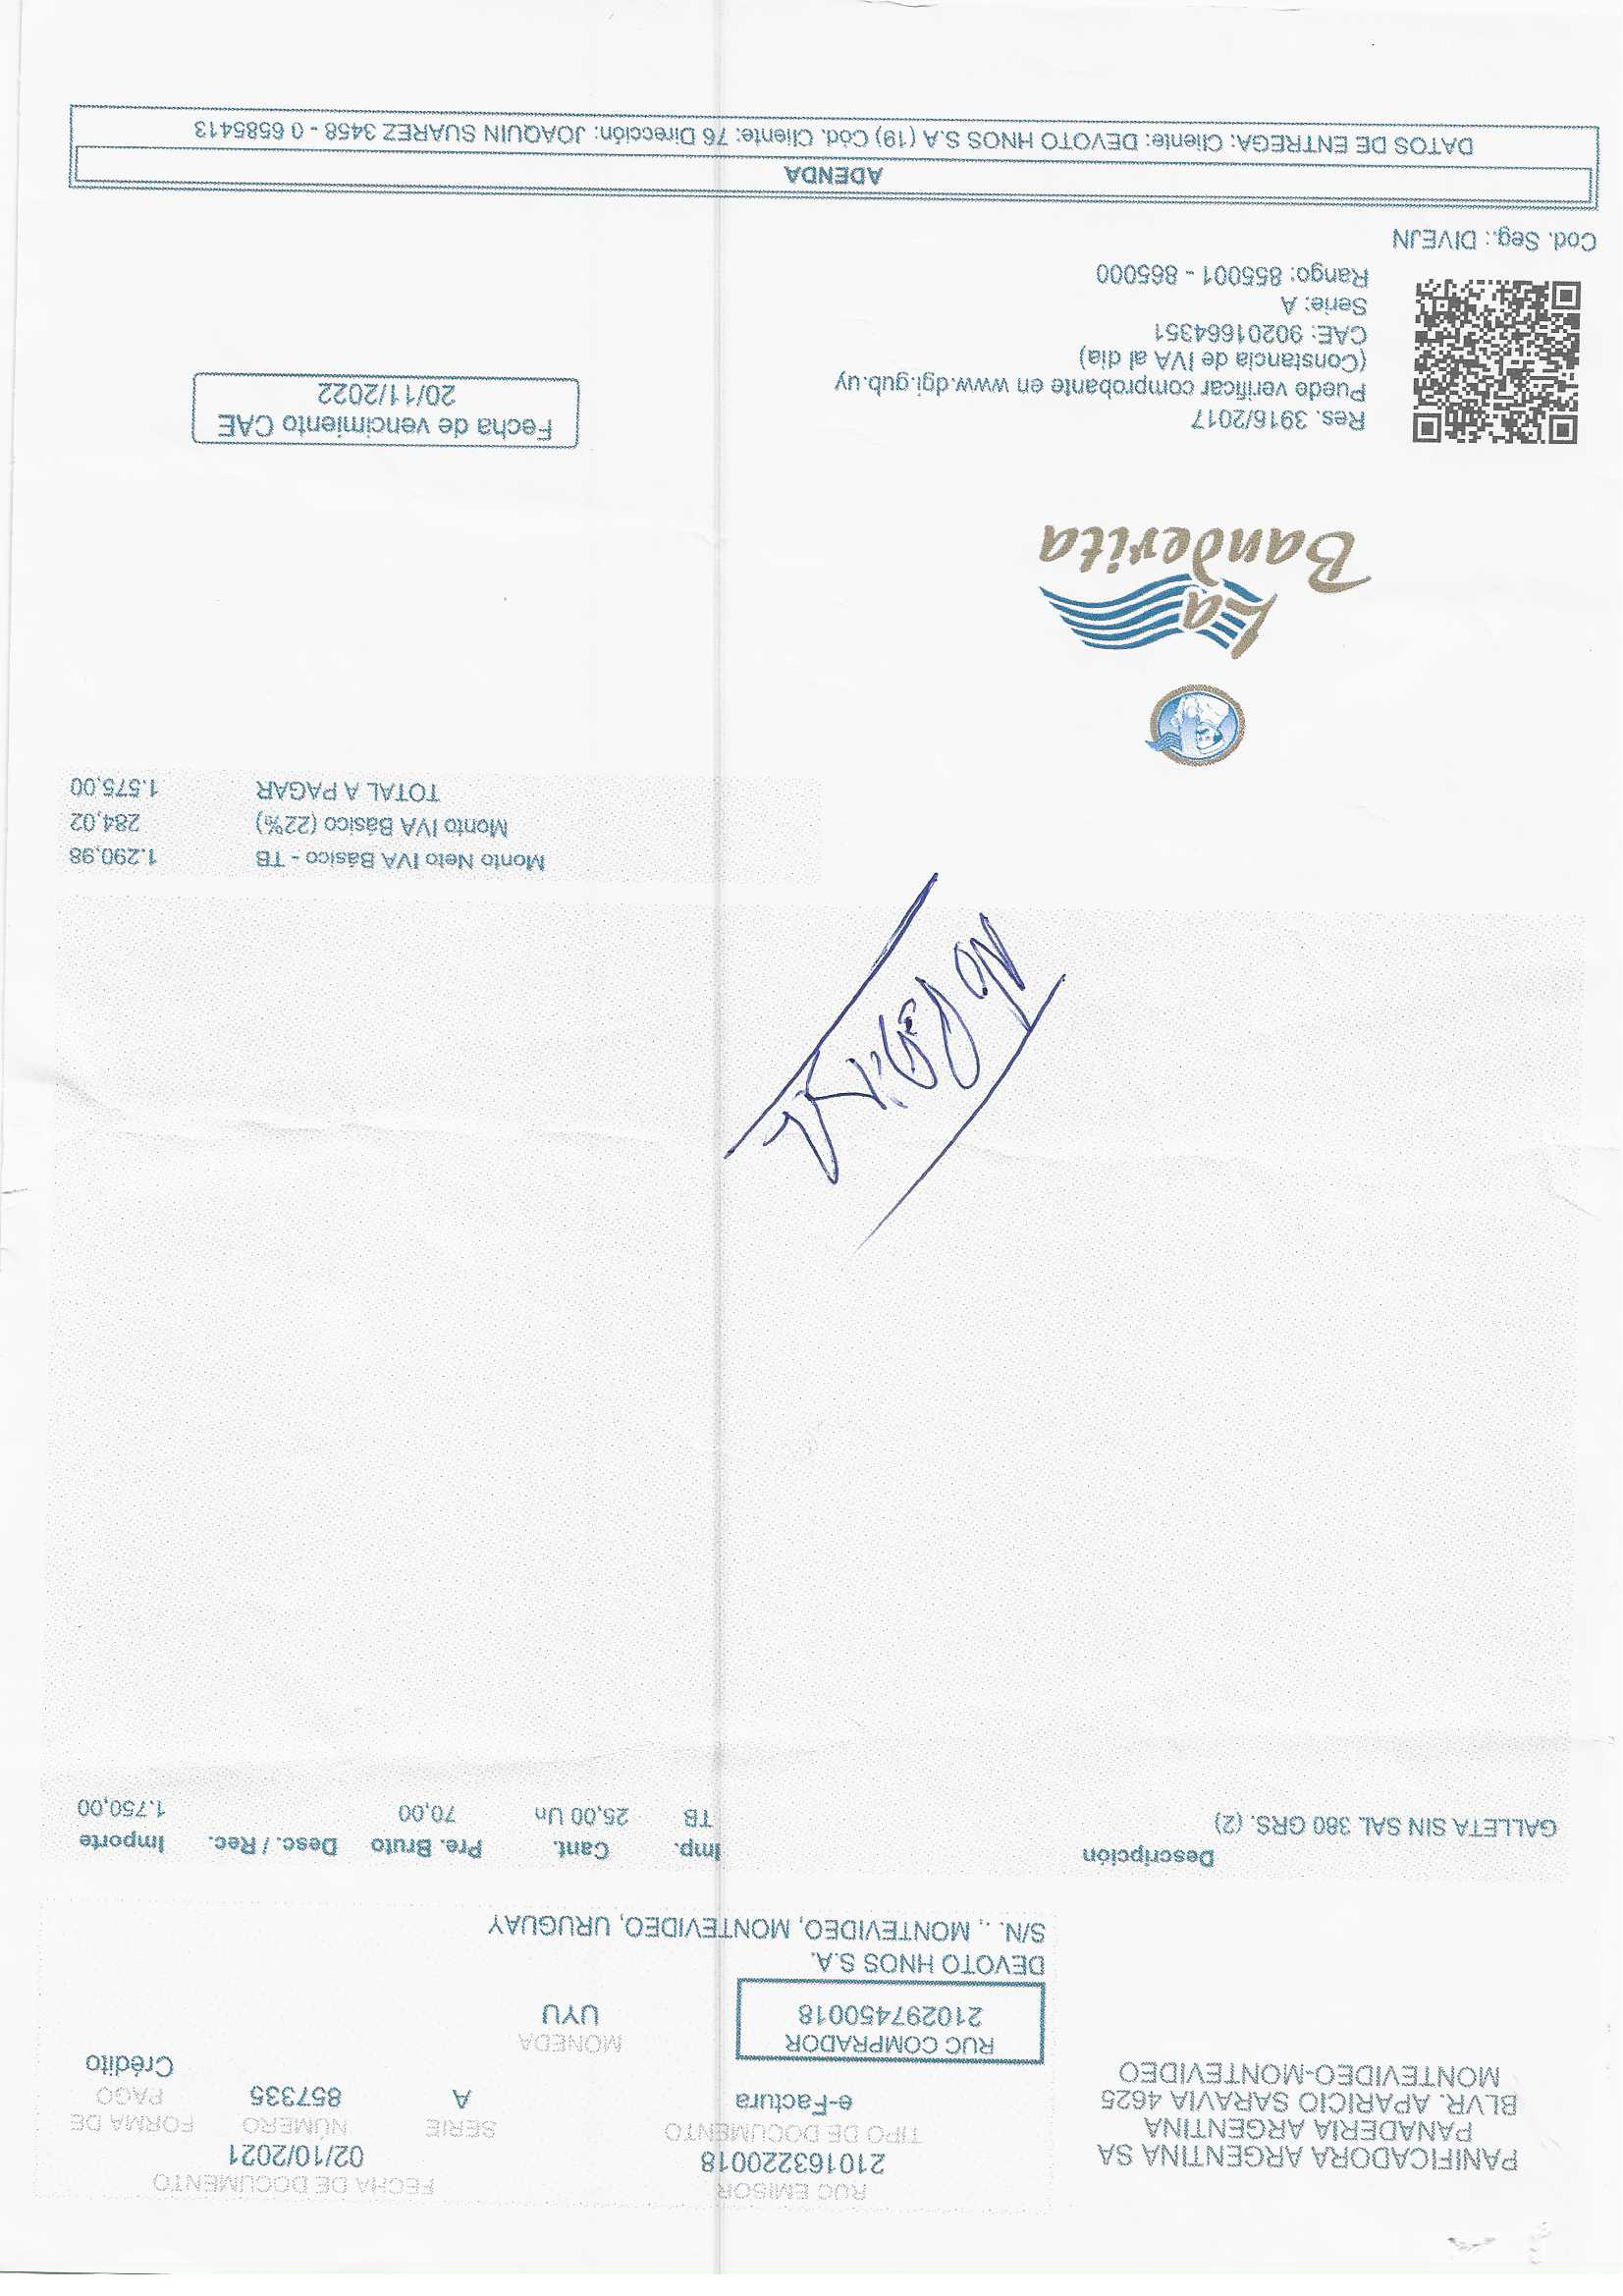 PANIFICADORA ARGENTINA SA
PANADERIA ARGENTINA
BLVR. APARICIO SARAVIA 4625
MONTEVIDEO-MONTEVIDEO
RUC EMISOR
210163220018
FECHA DE DOCUMENTO
02/10/2021
TIPO DE DOCUMENTO
e-Factura
SERIE
A
NÚMERO
857335
FORMA DE PAGO
Crédito
RUC COMPRADOR
210297450018
MONEDA
UYU
DEVOTO HNOS S.A.
S/N. ., MONTEVIDEO, MONTEVIDEO, URUGUAY
Descripción Imp. Cant. Pre. Bruto Desc. / Rec. Importe
GALLETA SIN SAL 380 GRS. (2) TB 25,00 Un 70,00 1.750,00
Monto Neto IVA Básico - TB 1.290,98
Monto IVA Básico (22%) 284,02
TOTAL A PAGAR 1.575,00
La
Banderita
Res. 3916/2017
Puede verificar comprobante en www.dgi.gub.uy
(Constancia de IVA al día)
CAE: 90201664351
Serie: A
Rango: 855001 - 865000
Fecha de vencimiento CAE
20/11/2022
Cod. Seg.: DIVEJN
ADENDA
DATOS DE ENTREGA: Cliente: DEVOTO HNOS S.A (19) Cód. Cliente: 76 Dirección: JOAQUIN SUAREZ 3458 - 0 6585413